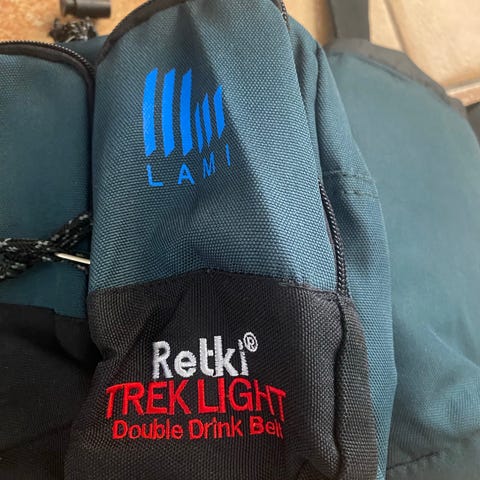 LAMI
Retki®
TREK LIGHT
Double Drink Belt